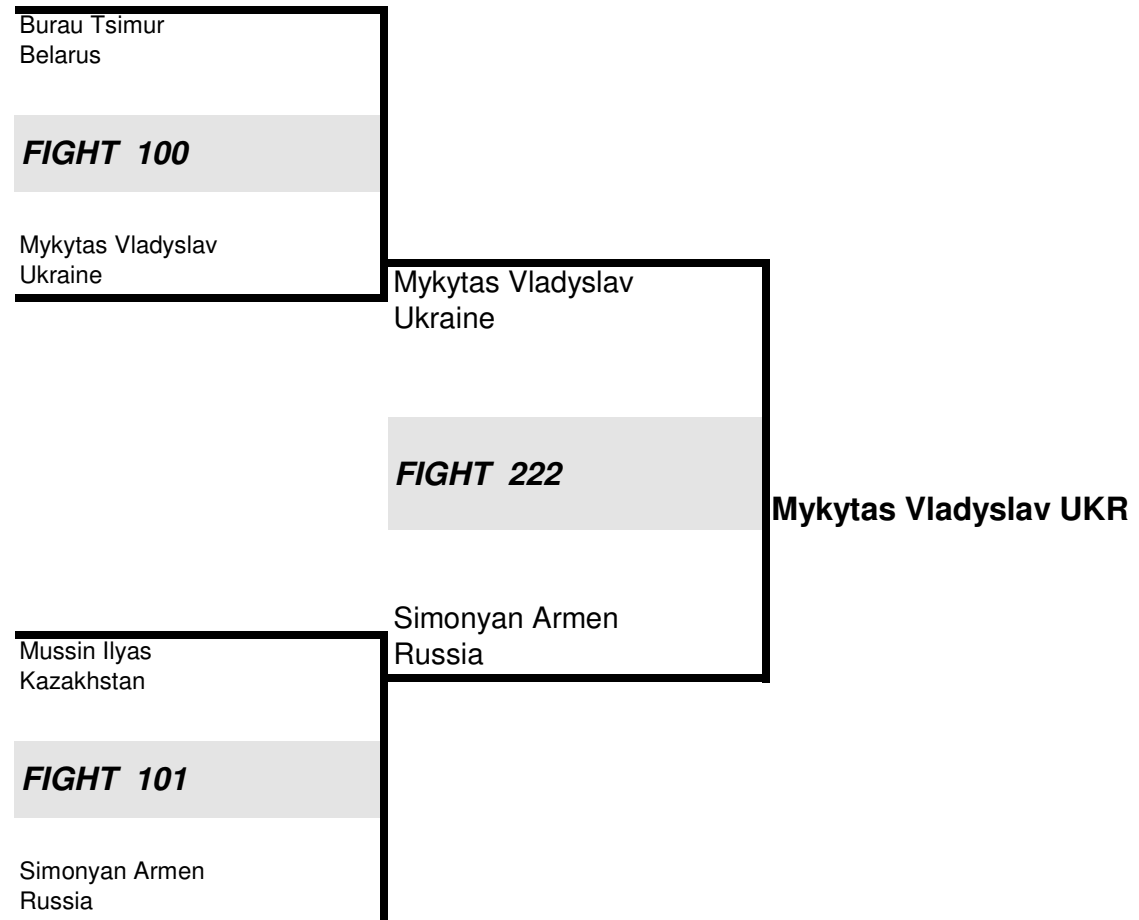 Burau Tsimur
Belarus
FIGHT 100
Mykytas Vladyslav
Ukraine
Mykytas Vladyslav
Ukraine
FIGHT 222
Mykytas Vladyslav UKR
Simonyan Armen
Russia
Mussin Ilyas
Kazakhstan
FIGHT 101
Simonyan Armen
Russia